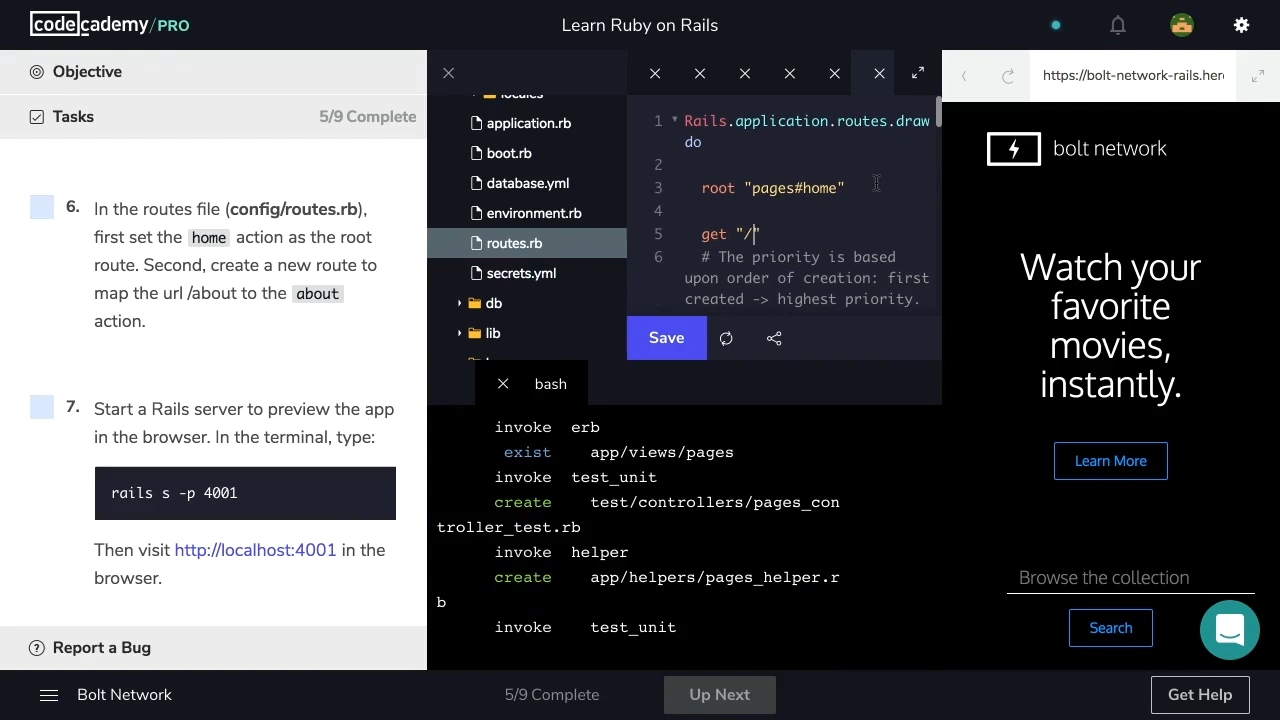 codecademy/PRO
Learn Ruby on Rails
Objective
Tasks
5/9 Complete
6. In the routes file (config/routes.rb),
first set the home action as the root
route. Second, create a new route to
map the url /about to the about
action.
7. Start a Rails server to preview the app
in the browser. In the terminal, type:
rails s -p 4001
Then visit http://localhost:4001 in the
browser.
Report a Bug
locales
application.rb
boot.rb
database.yml
environment.rb
routes.rb
secrets.yml
db
lib
1 Rails.application.routes.draw
do
2
3 root "pages#home"
4
5 get "/"
6 # The priority is based
upon order of creation: first
created -> highest priority.
Save
bash
invoke erb
exist app/views/pages
invoke test_unit
create test/controllers/pages_con
troller_test.rb
invoke helper
create app/helpers/pages_helper.r
b
invoke test_unit
https://bolt-network-rails.her
bolt network
Watch your
favorite
movies,
instantly.
Learn More
Browse the collection
Search
Bolt Network
5/9 Complete
Up Next
Get Help